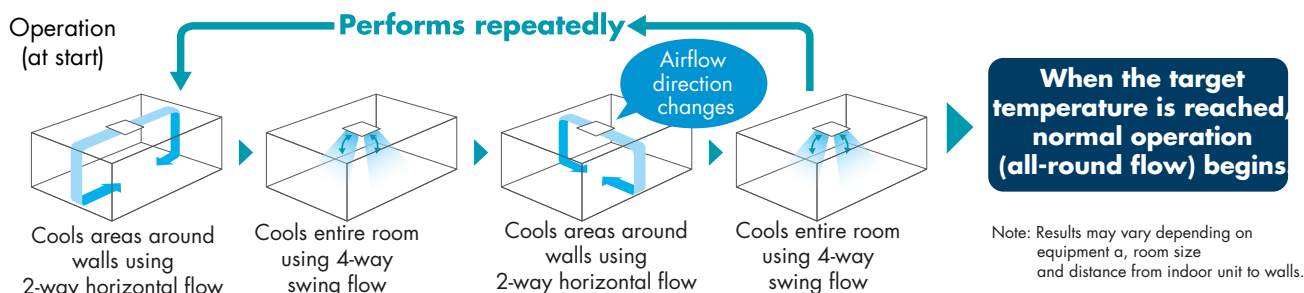 Operation
(at start)
Performs repeatedly
Airflow
direction
changes
Cools areas around
walls using
2-way horizontal flow
Cools entire room
using 4-way
swing flow
Cools areas around
walls using
2-way horizontal flow
Cools entire room
using 4-way
swing flow
When the target
temperature is reached,
normal operation
(all-round flow) begins
Note: Results may vary depending on
equipment a, room size
and distance from indoor unit to walls.